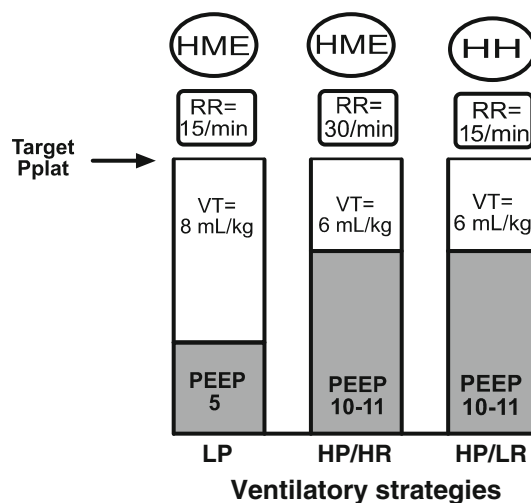 HME HME HH
RR= RR= RR=
15/min 30/min 15/min
Target
Pplat
VT= VT= VT=
8 mL/kg 6 mL/kg 6 mL/kg
PEEP PEEP PEEP
5 10-11 10-11
LP HP/HR HP/LR
Ventilatory strategies